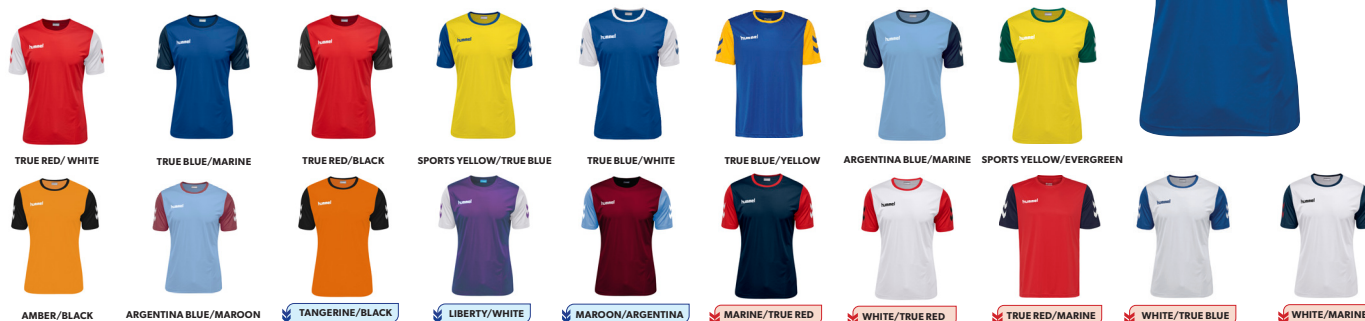 TRUE RED/ WHITE
TRUE BLUE/MARINE
TRUE RED/BLACK
SPORTS YELLOW/TRUE BLUE
TRUE BLUE/WHITE
TRUE BLUE/YELLOW
ARGENTINA BLUE/MARINE
SPORTS YELLOW/EVERGREEN
AMBER/BLACK
ARGENTINA BLUE/MAROON
TANGERINE/BLACK
LIBERTY/WHITE
MAROON/ARGENTINA
MARINE/TRUE RED
WHITE/TRUE RED
TRUE RED/MARINE
WHITE/TRUE BLUE
WHITE/MARINE